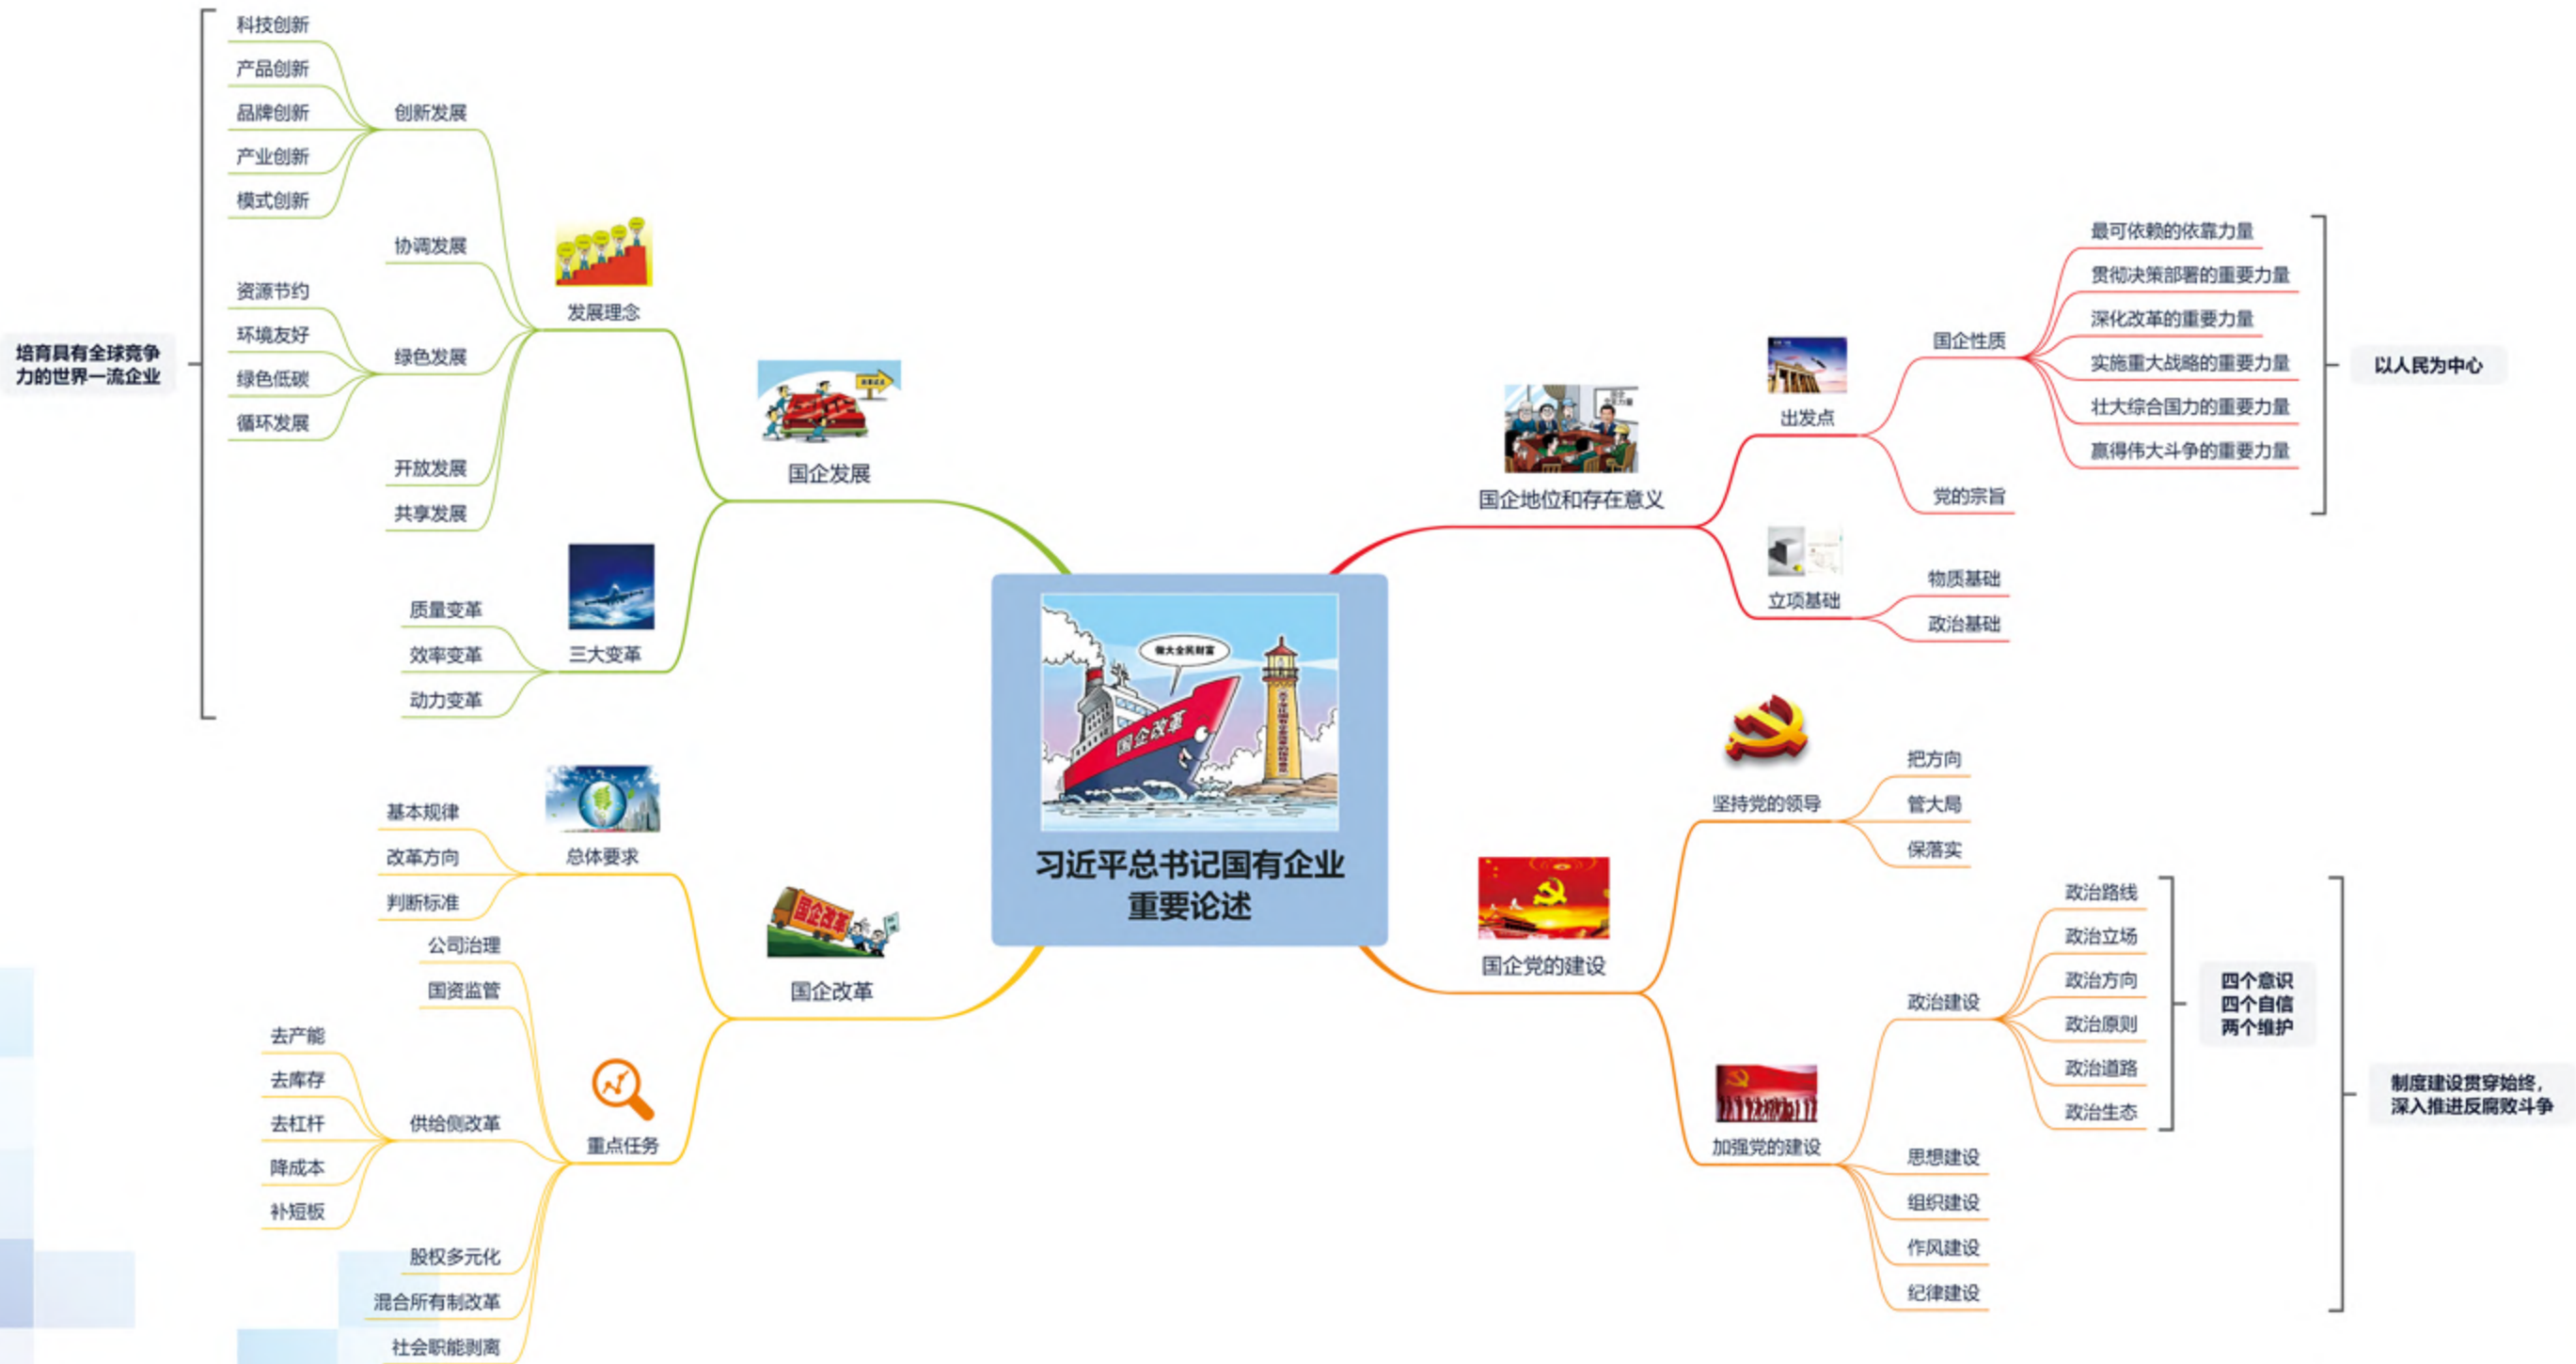 习近平总书记国有企业
重要论述
做大全民财富
国企改革
国企地位和存在意义
出发点
国企性质
最可依赖的依靠力量
贯彻决策部署的重要力量
深化改革的重要力量
实施重大战略的重要力量
壮大综合国力的重要力量
赢得伟大斗争的重要力量
党的宗旨
以人民为中心
立项基础
物质基础
政治基础
国企党的建设
坚持党的领导
把方向
管大局
保落实
加强党的建设
政治建设
政治路线
政治立场
政治方向
政治原则
政治道路
政治生态
四个意识
四个自信
两个维护
思想建设
组织建设
作风建设
纪律建设
制度建设贯穿始终，
深入推进反腐败斗争
国企发展
发展理念
创新发展
科技创新
产品创新
品牌创新
产业创新
模式创新
协调发展
绿色发展
资源节约
环境友好
绿色低碳
循环发展
开放发展
共享发展
三大变革
质量变革
效率变革
动力变革
培育具有全球竞争
力的世界一流企业
国企改革
国企改革
总体要求
基本规律
改革方向
判断标准
重点任务
公司治理
国资监管
供给侧改革
去产能
去库存
去杠杆
降成本
补短板
股权多元化
混合所有制改革
社会职能剥离